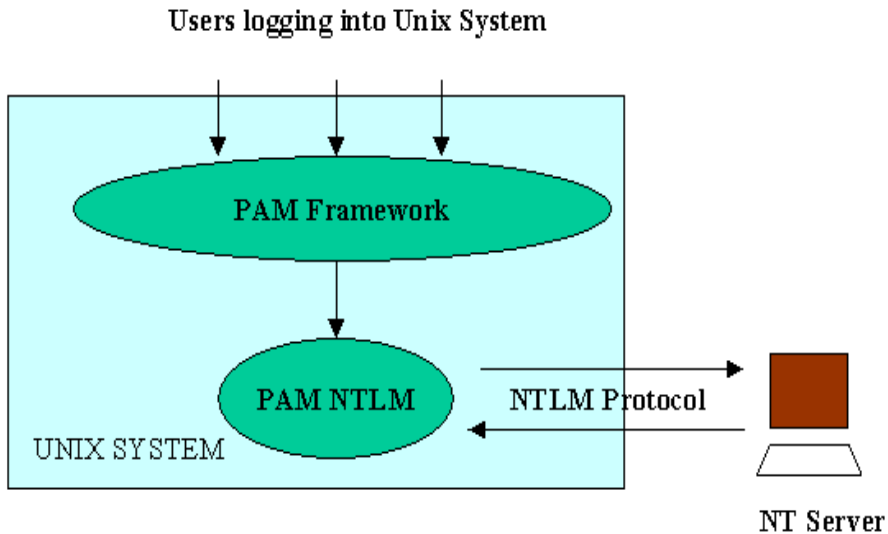 Users logging into Unix System
PAM Framework
PAM NTLM
NTLM Protocol
UNIX SYSTEM
NT Server